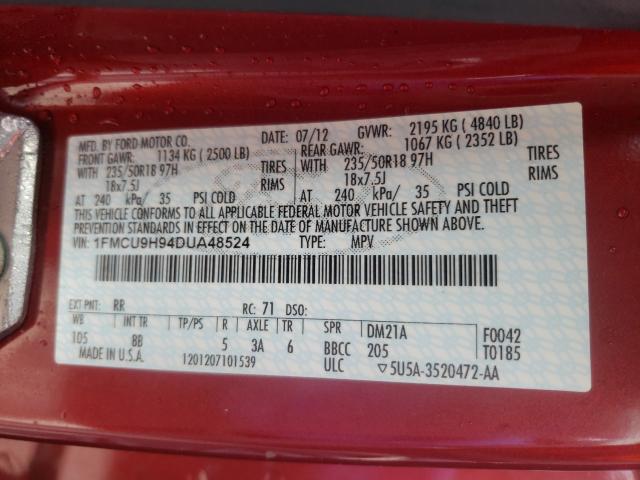 MFD. BY FORD MOTOR CO. DATE: 07/12 GVWR: 2195 KG ( 4840 LB)
FRONT GAWR: 1134 KG ( 2500 LB) REAR GAWR: 1067 KG ( 2352 LB)
WITH 235/50R18 97H TIRES WITH 235/50R18 97H TIRES
18x7.5J RIMS 18x7.5J RIMS
AT 240 kPa/ 35 PSI COLD AT 240 kPa/ 35 PSI COLD
THIS VEHICLE CONFORMS TO ALL APPLICABLE FEDERAL MOTOR VEHICLE SAFETY AND THEFT
PREVENTION STANDARDS IN EFFECT ON THE DATE OF MANUFACTURE SHOWN ABOVE.
VIN: 1FMCU9H94DUA48524 TYPE: MPV
EXT PNT: RR RC: 71 DSO:
WB INT TR TP/PS R AXLE TR SPR DM21A F0042
105 BB 5 3A 6 BBCC 205 T0185
MADE IN U.S.A. 1201207101539 ULC ▽5U5A-3520472-AA